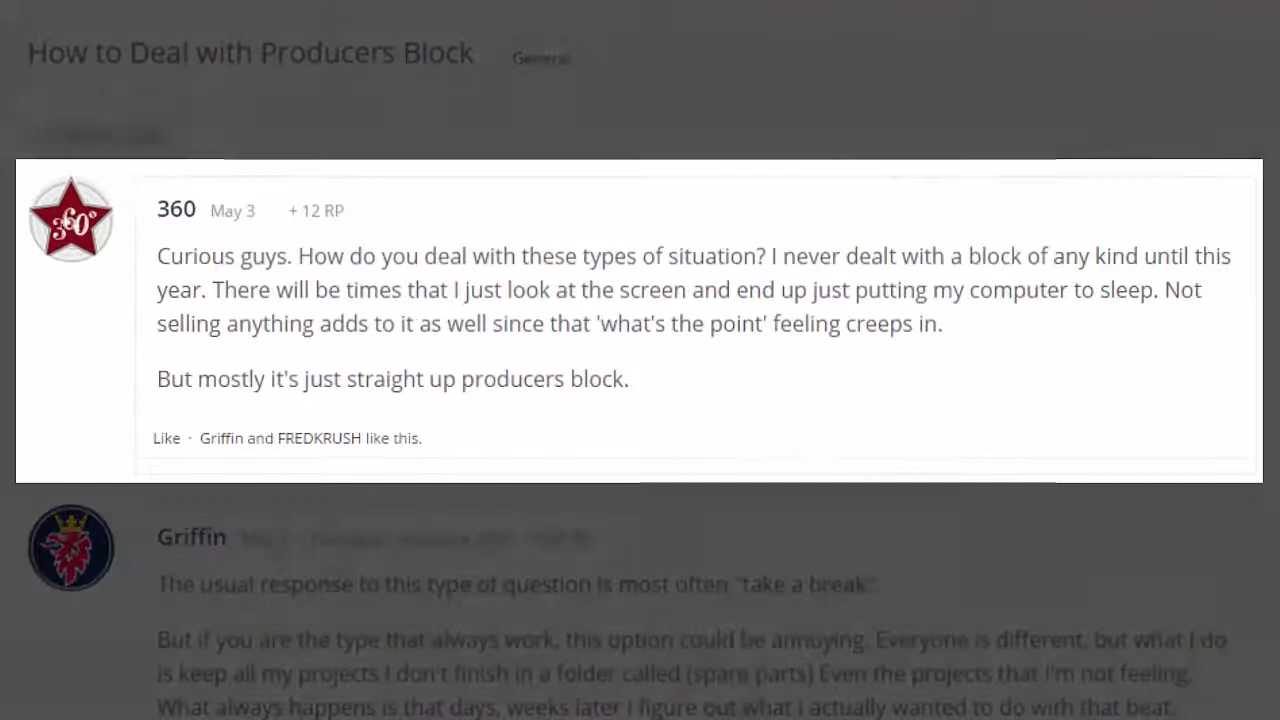 How to Deal with Producers Block General
360°
360 May 3 + 12 RP
Curious guys. How do you deal with these types of situation? I never dealt with a block of any kind until this
year. There will be times that I just look at the screen and end up just putting my computer to sleep. Not
selling anything adds to it as well since that 'what's the point' feeling creeps in.
But mostly it's just straight up producers block.
Like · Griffin and FREDKRUSH like this.
Griffin
The usual response to this type of question is most often "take a break".
But if you are the type that always work, this option could be annoying. Everyone is different, but what I do
is keep all my projects I don't finish in a folder called (spare parts) Even the projects that I'm not feeling.
What always happens is that days, weeks later I figure out what I actually wanted to do with that beat.